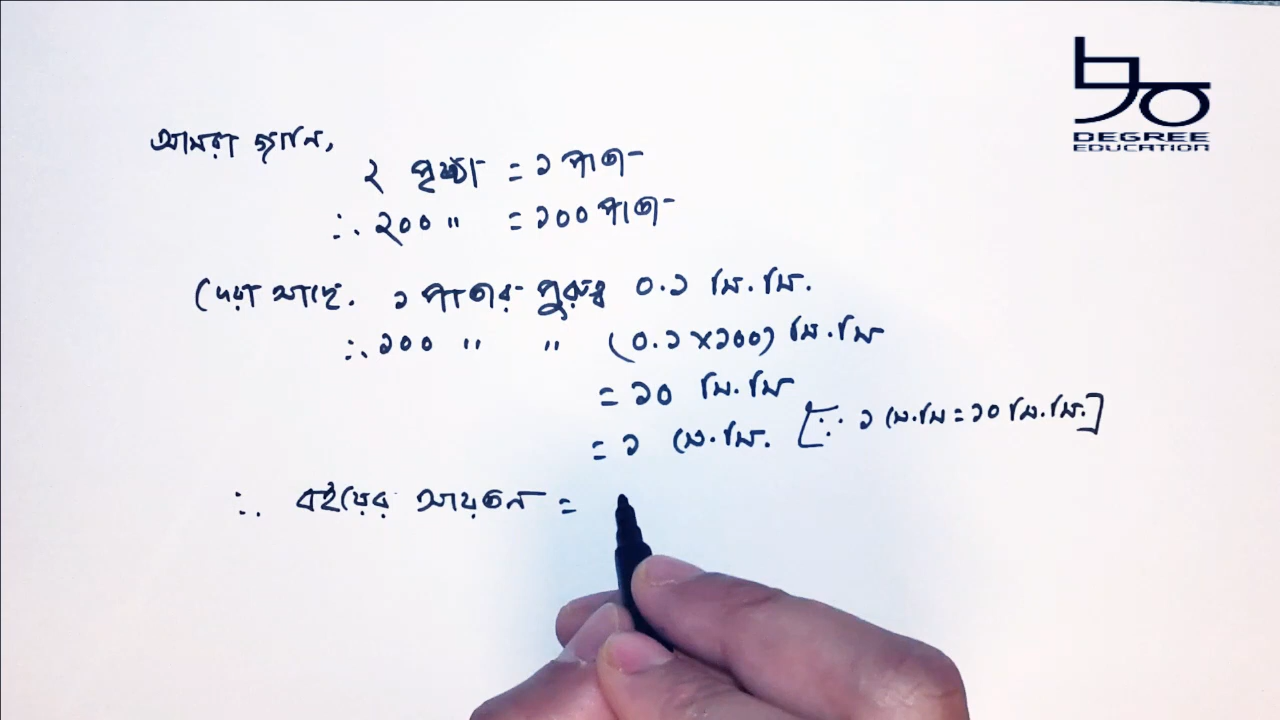 আমরা জানি,
২ পৃষ্ঠা = ১ পাতা
∴ ২০০ " = ১০০ পাতা
দেয়া আছে, ১ পাতার পুরুত্ব ০.১ মি.মি.
∴ ১০০ " " (০.১ × ১০০) মি.মি
= ১০ মি.মি
= ১ সে.মি. [∵ ১ সে.মি = ১০ মি.মি.]
∴ বইয়ের আয়তন =
DEGREE
EDUCATION